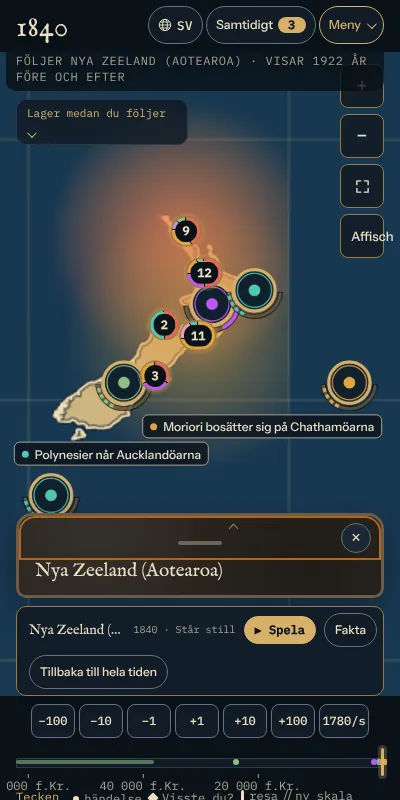 1840
SV
Samtidigt 3
Meny
FÖLJER NYA ZEELAND (AOTEAROA) · VISAR 1922 ÅR
FÖRE OCH EFTER
+
Lager medan du följer
−
Affisch
9
12
2
11
3
Moriori bosätter sig på Chathamöarna
Polynesier når Aucklandöarna
×
Nya Zeeland (Aotearoa)
Nya Zeeland (… 1840 · Står still ▶ Spela Fakta
Tillbaka till hela tiden
−100 −10 −1 +1 +10 +100 1780/s
000 f.Kr. 40 000 f.Kr. 20 000 f.Kr.
Tecken händelse Visste du? resa // ny skala